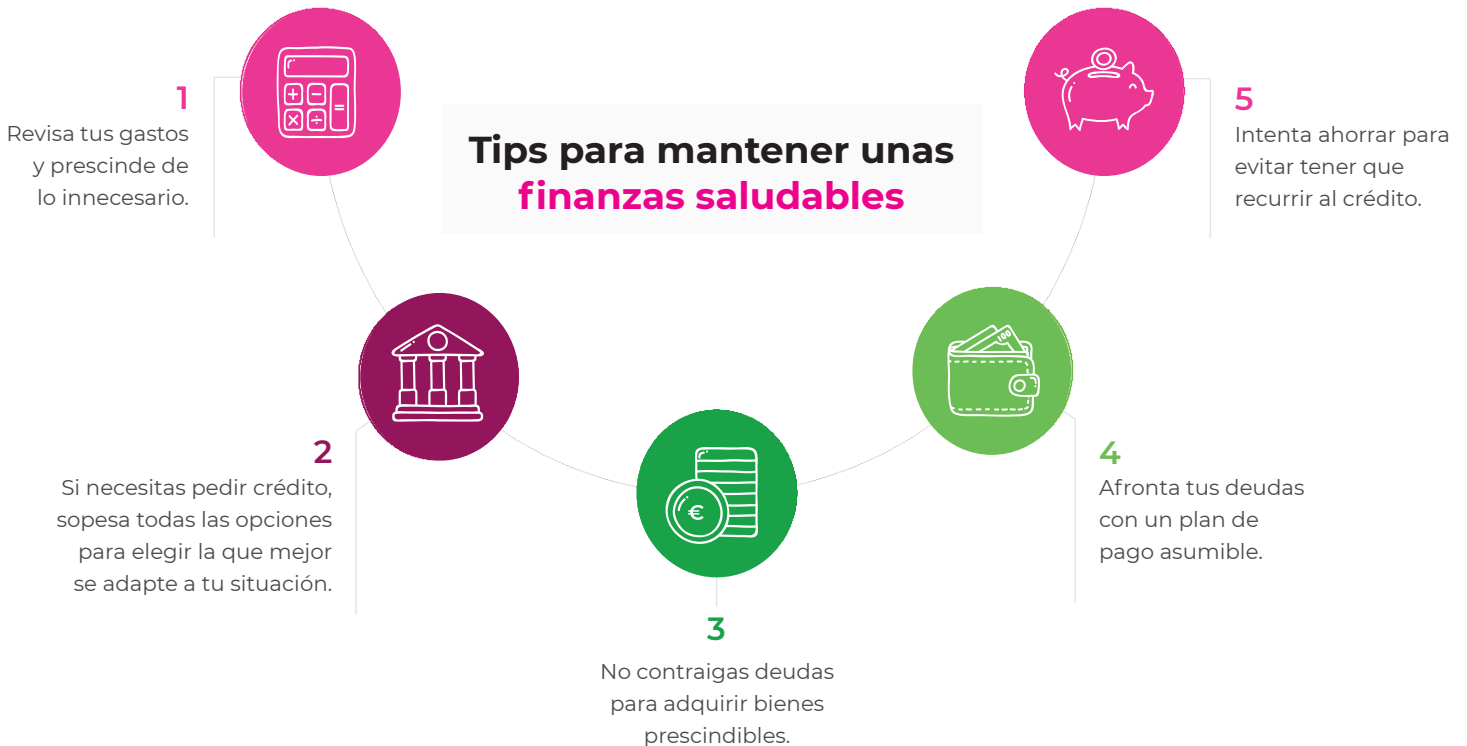 Tips para mantener unas
finanzas saludables
1
Revisa tus gastos
y prescinde de
lo innecesario.
2
Si necesitas pedir crédito,
sopesa todas las opciones
para elegir la que mejor
se adapte a tu situación.
3
No contraigas deudas
para adquirir bienes
prescindibles.
4
Afronta tus deudas
con un plan de
pago asumible.
5
Intenta ahorrar para
evitar tener que
recurrir al crédito.
€
100